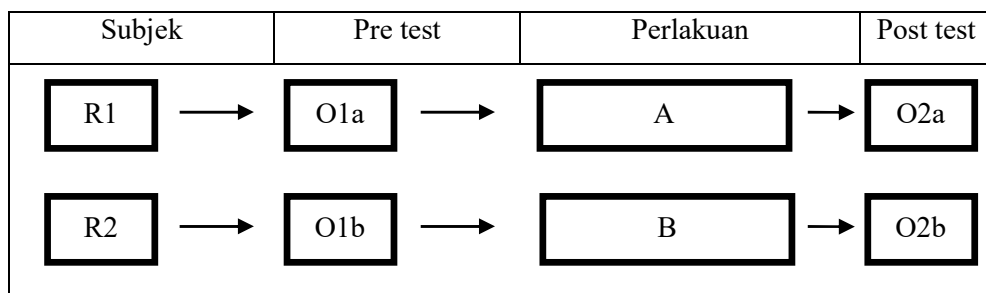 Subjek Pre test Perlakuan Post test
R1 O1a A O2a
R2 O1b B O2b